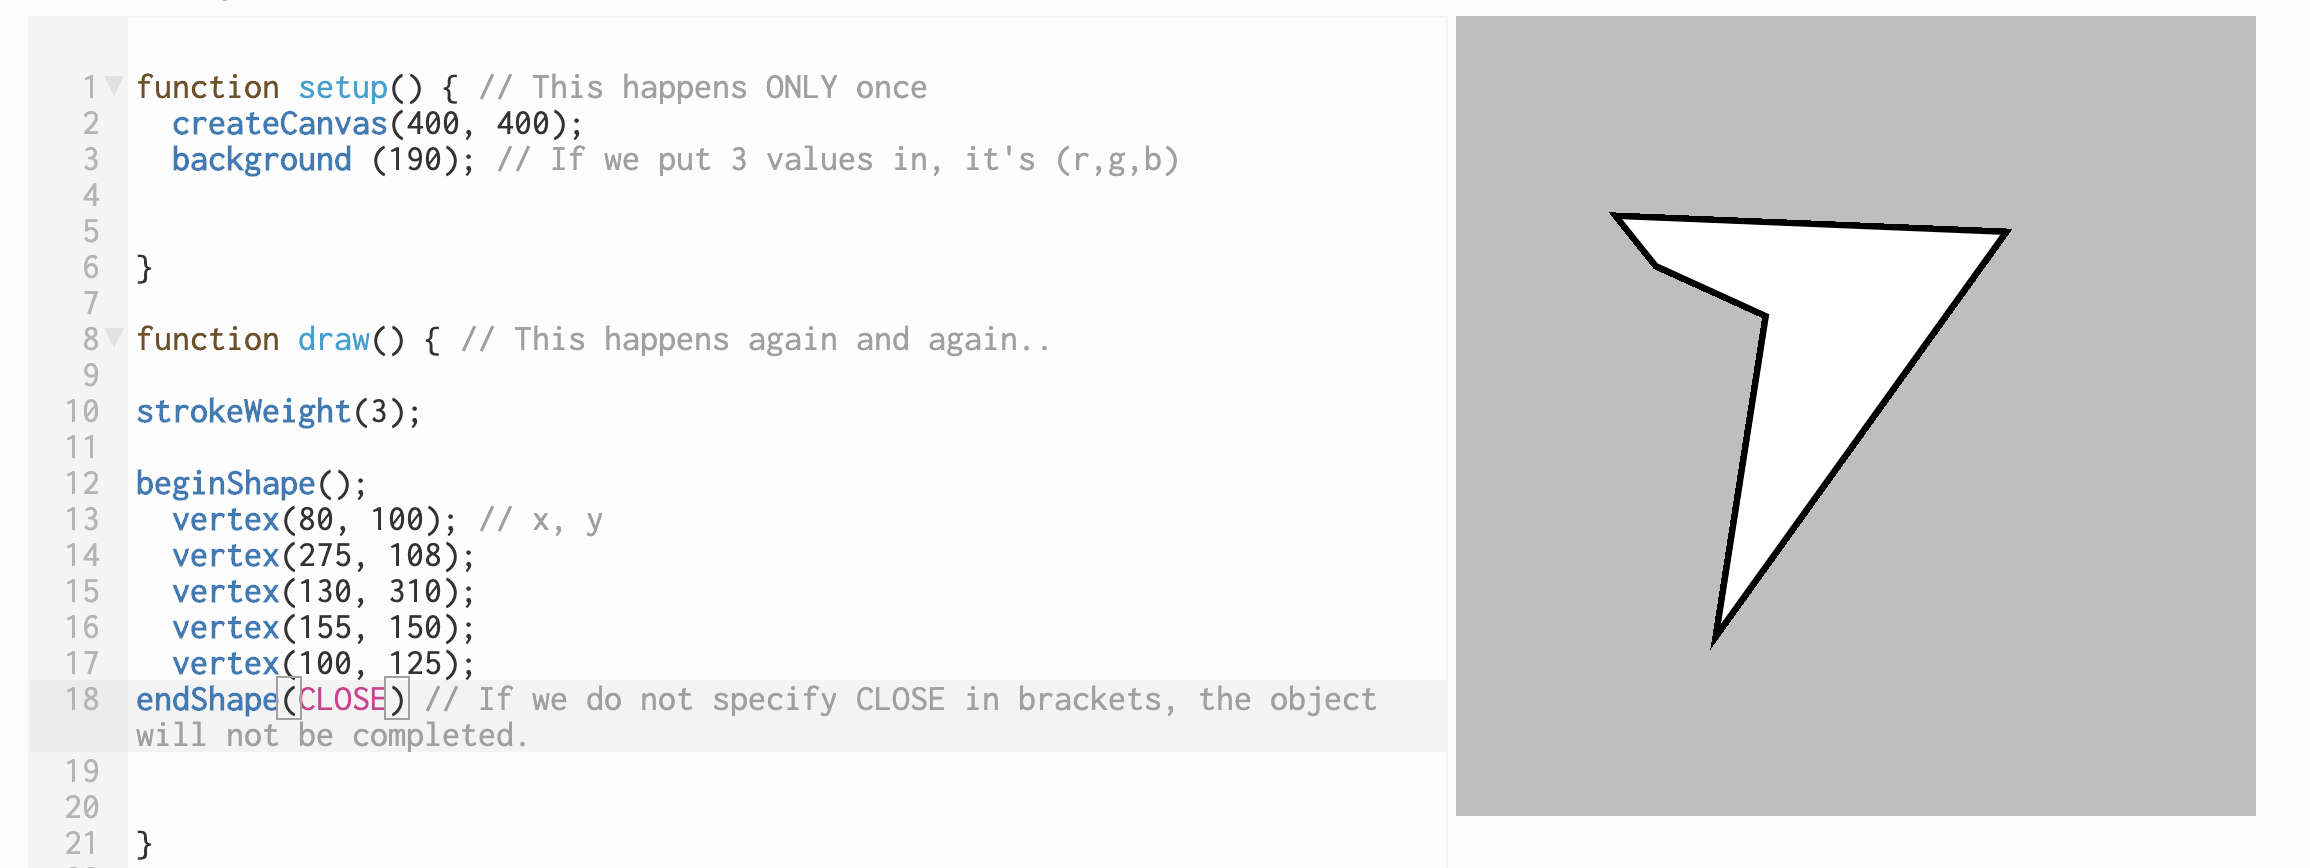 1 function setup() { // This happens ONLY once
2 createCanvas(400, 400);
3 background (190); // If we put 3 values in, it's (r,g,b)
4
5
6 }
7
8 function draw() { // This happens again and again..
9
10 strokeWeight(3);
11
12 beginShape();
13 vertex(80, 100); // x, y
14 vertex(275, 108);
15 vertex(130, 310);
16 vertex(155, 150);
17 vertex(100, 125);
18 endShape(CLOSE) // If we do not specify CLOSE in brackets, the object
will not be completed.
19
20
21 }